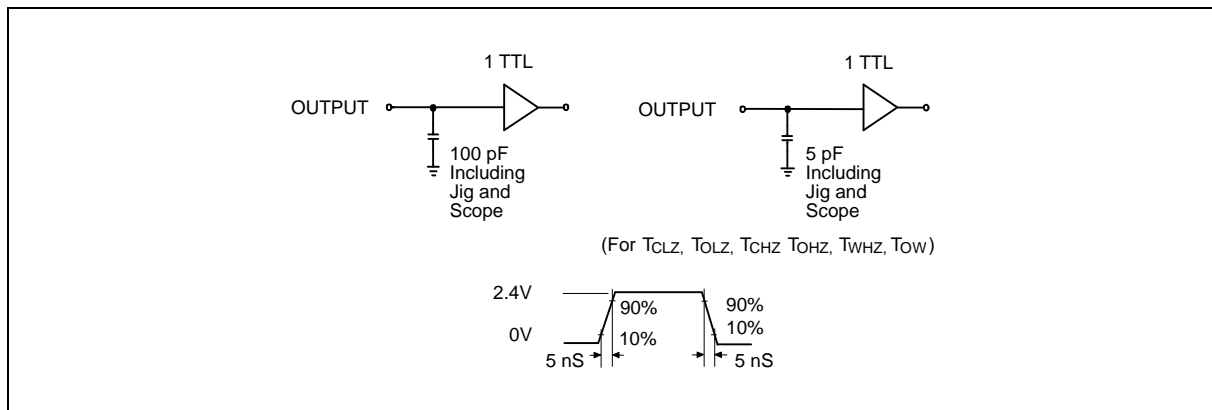 1 TTL
OUTPUT
100 pF
Including
Jig and
Scope
1 TTL
OUTPUT
5 pF
Including
Jig and
Scope
(For TCLZ, TOLZ, TCHZ TOHZ, TWHZ, TOW)
2.4V
90%
90%
0V
10%
10%
5 nS
5 nS